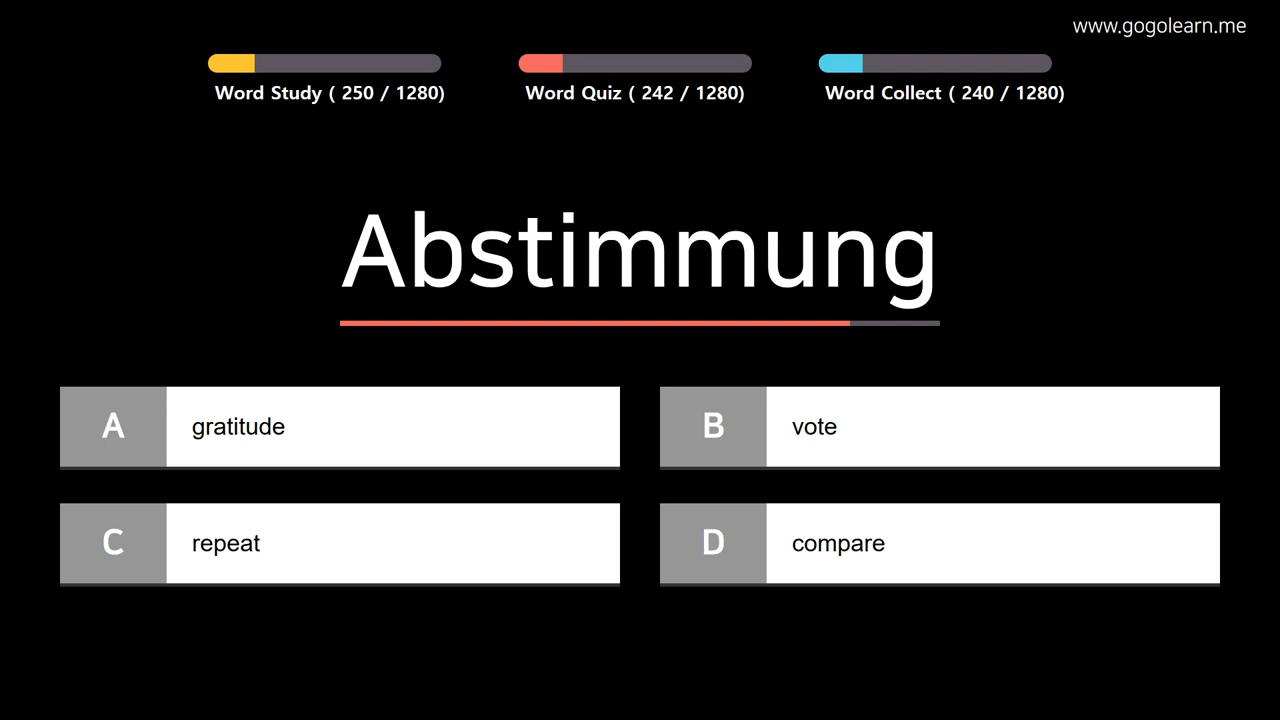 www.gogolearn.me
Word Study ( 250 / 1280)
Word Quiz ( 242 / 1280)
Word Collect ( 240 / 1280)
Abstimmung
A gratitude
B vote
C repeat
D compare